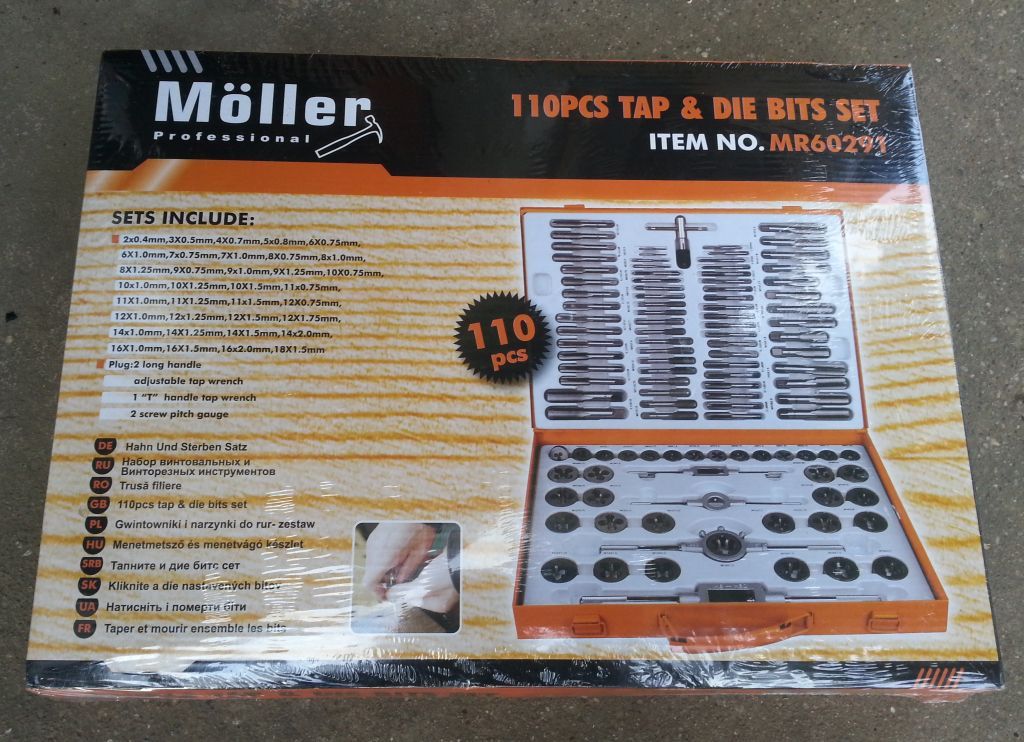 Möller
Professional
110PCS TAP & DIE BITS SET
ITEM NO. MR60291
SETS INCLUDE:
2x0.4mm,3X0.5mm,4X0.7mm,5x0.8mm,6X0.75mm,
6X1.0mm,7x0.75mm,7X1.0mm,8X0.75mm,8x1.0mm,
8X1.25mm,9X0.75mm,9x1.0mm,9X1.25mm,10X0.75mm,
10x1.0mm,10X1.25mm,10X1.5mm,11x0.75mm,
11X1.0mm,11X1.25mm,11x1.5mm,12X0.75mm,
12X1.0mm,12x1.25mm,12X1.5mm,12X1.75mm,
14x1.0mm,14X1.25mm,14X1.5mm,14x2.0mm,
16X1.0mm,16X1.5mm,16x2.0mm,18X1.5mm
Plug:2 long handle
adjustable tap wrench
1 "T" handle tap wrench
2 screw pitch gauge
110
pcs
DE Hahn Und Sterben Satz
RU Набор винтовальных и
Винторезных инструментов
RO Trusă filiere
GB 110pcs tap & die bits set
PL Gwintowniki i narzynki do rur- zestaw
HU Menetmetsző és menetvágó készlet
SRB Тапните и дие битс сет
SK Kliknite a die nastavených bitov
UA Натисніть і померти біти
FR Taper et mourir ensemble les bits